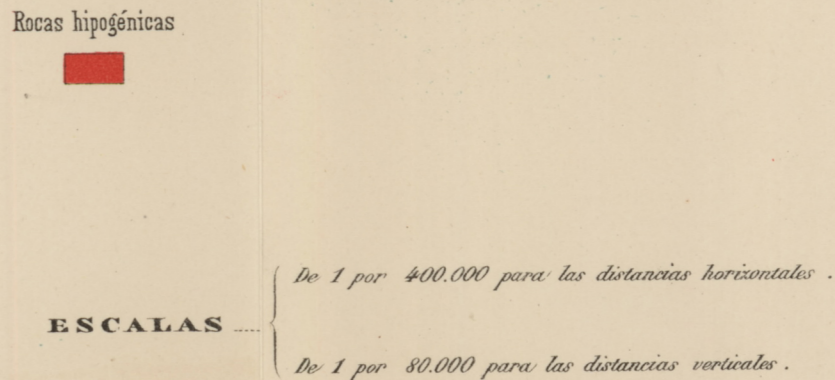 Rocas hipogénicas
De 1 por 400.000 para las distancias horizontales.
ESCALAS
De 1 por 80.000 para las distancias verticales.